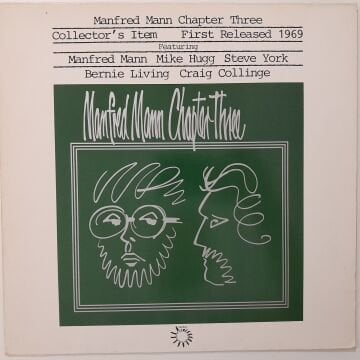 Manfred Mann Chapter Three
Collector's Item First Released 1969
Featuring
Manfred Mann Mike Hugg Steve York
Bernie Living Craig Collinge
Manfred Mann Chapter Three